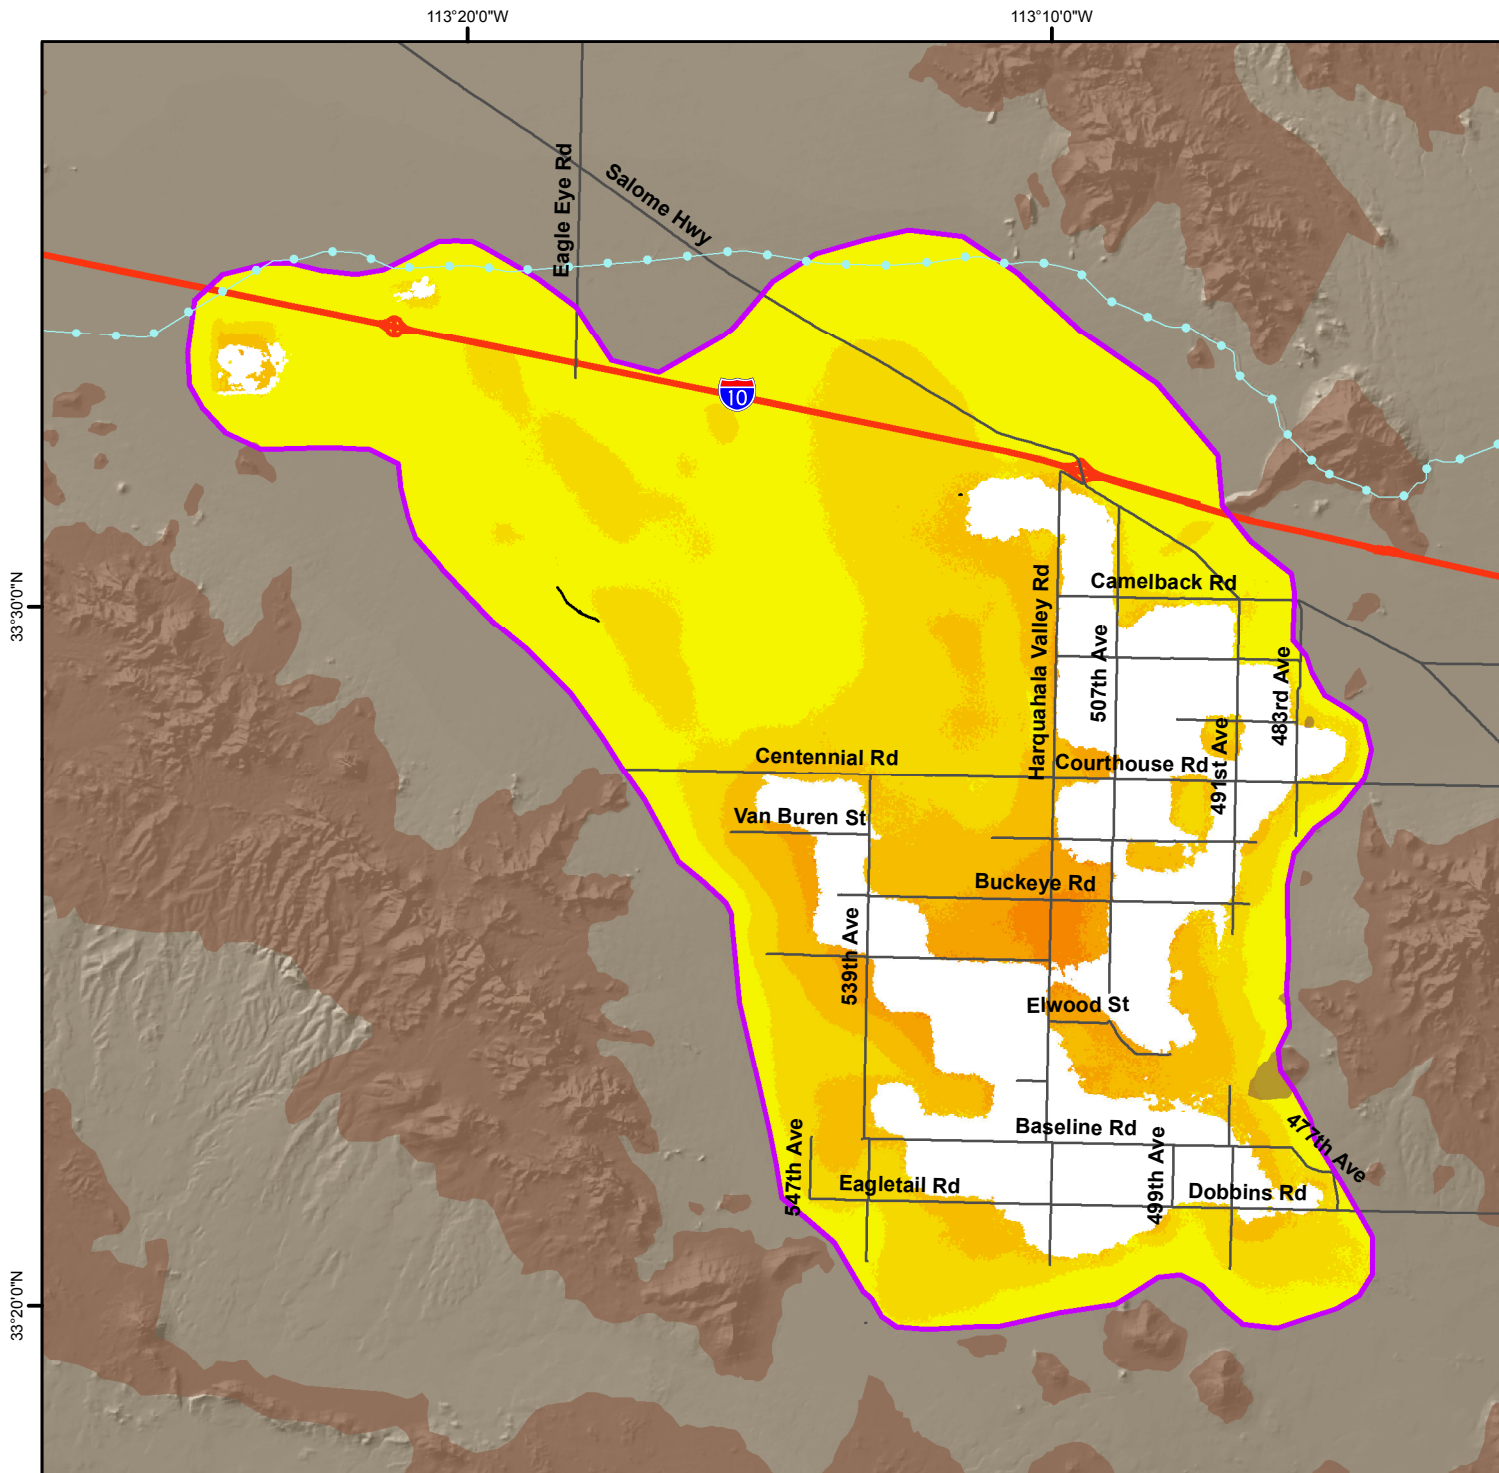 113°20'0"W
113°10'0"W
Eagle Eye Rd
Salome Hwy
10
33°30'0"N
Camelback Rd
Harquahala Valley Rd
507th Ave
483rd Ave
491st Ave
Centennial Rd
Courthouse Rd
Van Buren St
Buckeye Rd
539th Ave
Elwood St
Baseline Rd
477th Ave
547th Ave
Eagletail Rd
499th Ave
Dobbins Rd
33°20'0"N